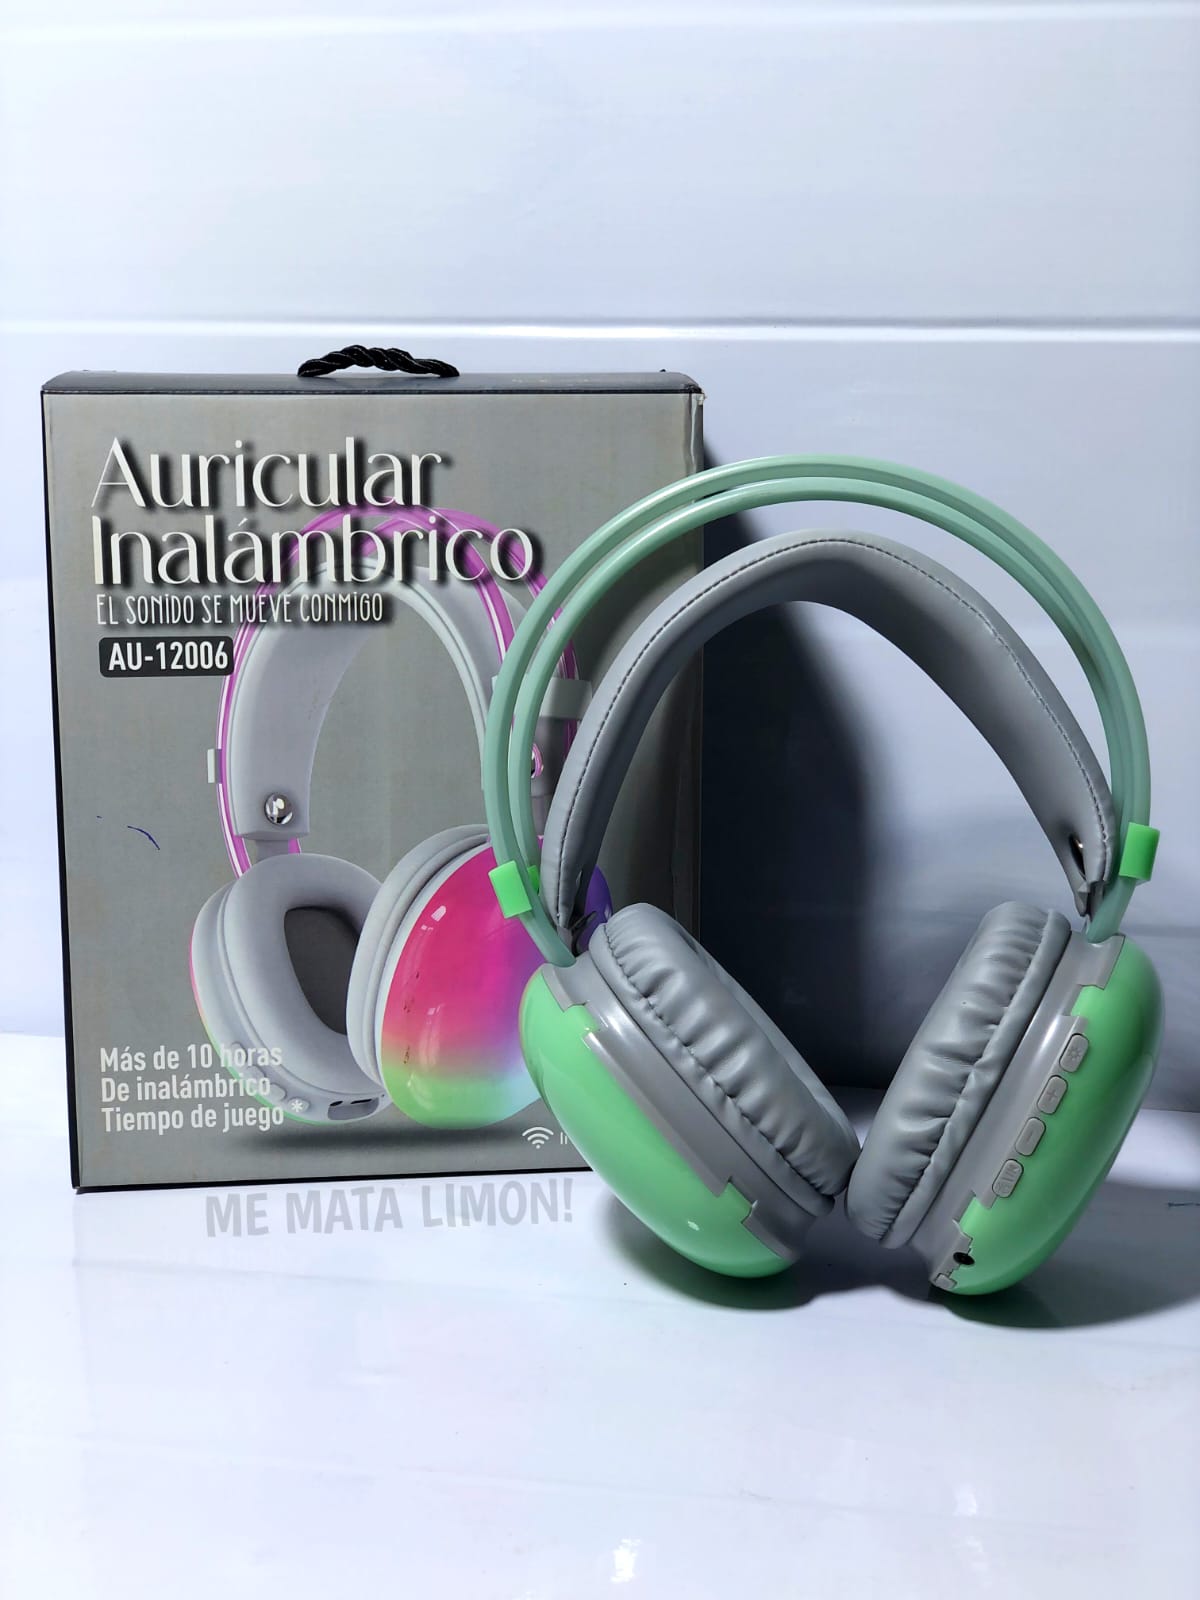 Auricular
Inalámbrico
EL SONIDO SE MUEVE CONMIGO
AU-12006
Más de 10 horas
De inalámbrico
Tiempo de juego
ME MATA LIMON!